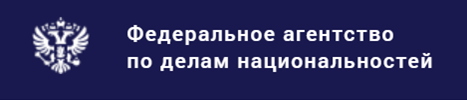 Федеральное агентство
по делам национальностей